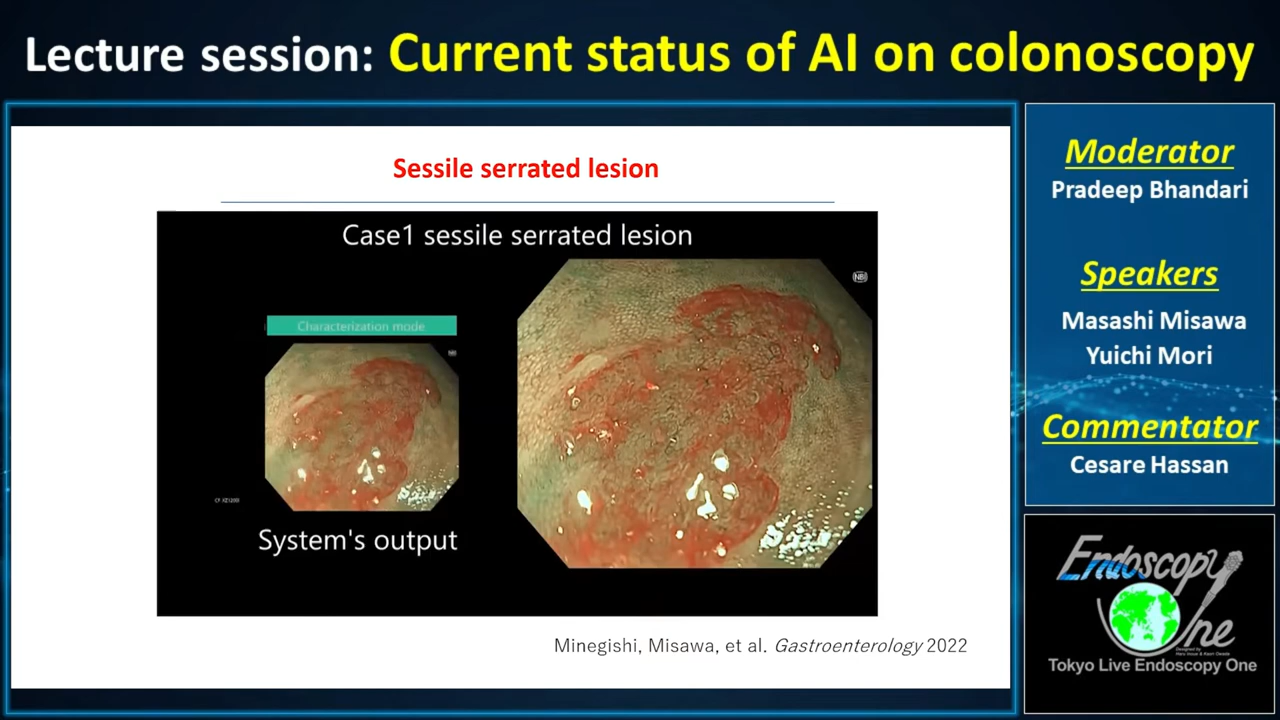 Lecture session: Current status of AI on colonoscopy
Sessile serrated lesion
Case1 sessile serrated lesion
NBI
Characterization mode
NBI
System's output
Minegishi, Misawa, et al. Gastroenterology 2022
Moderator
Pradeep Bhandari
Speakers
Masashi Misawa
Yuichi Mori
Commentator
Cesare Hassan
Endoscopy
One
Tokyo Live Endoscopy One